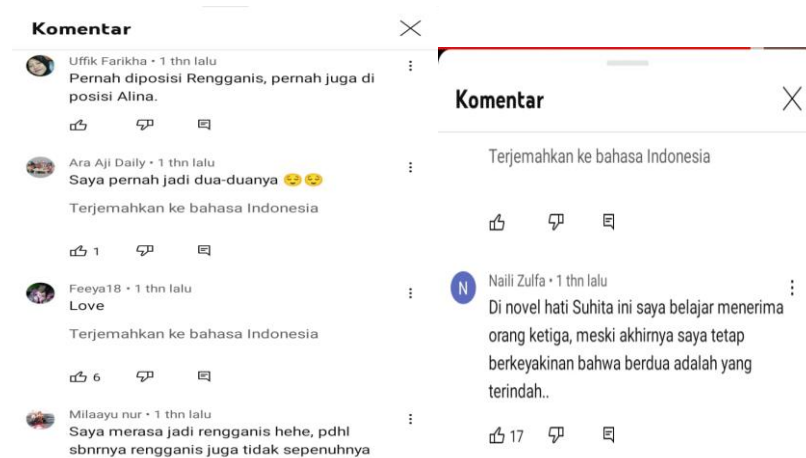 Komentar
Uffik Farikha • 1 thn lalu
Pernah diposisi Rengganis, pernah juga di
posisi Alina.
Ara Aji Daily • 1 thn lalu
Saya pernah jadi dua-duanya 😌😌
Terjemahkan ke bahasa Indonesia
1
Feeya18 • 1 thn lalu
Love
Terjemahkan ke bahasa Indonesia
6
Milaayu nur • 1 thn lalu
Saya merasa jadi rengganis hehe, pdhl
sbnrnya rengganis juga tidak sepenuhnya
Komentar
Terjemahkan ke bahasa Indonesia
N
Naili Zulfa • 1 thn lalu
Di novel hati Suhita ini saya belajar menerima
orang ketiga, meski akhirnya saya tetap
berkeyakinan bahwa berdua adalah yang
terindah..
17